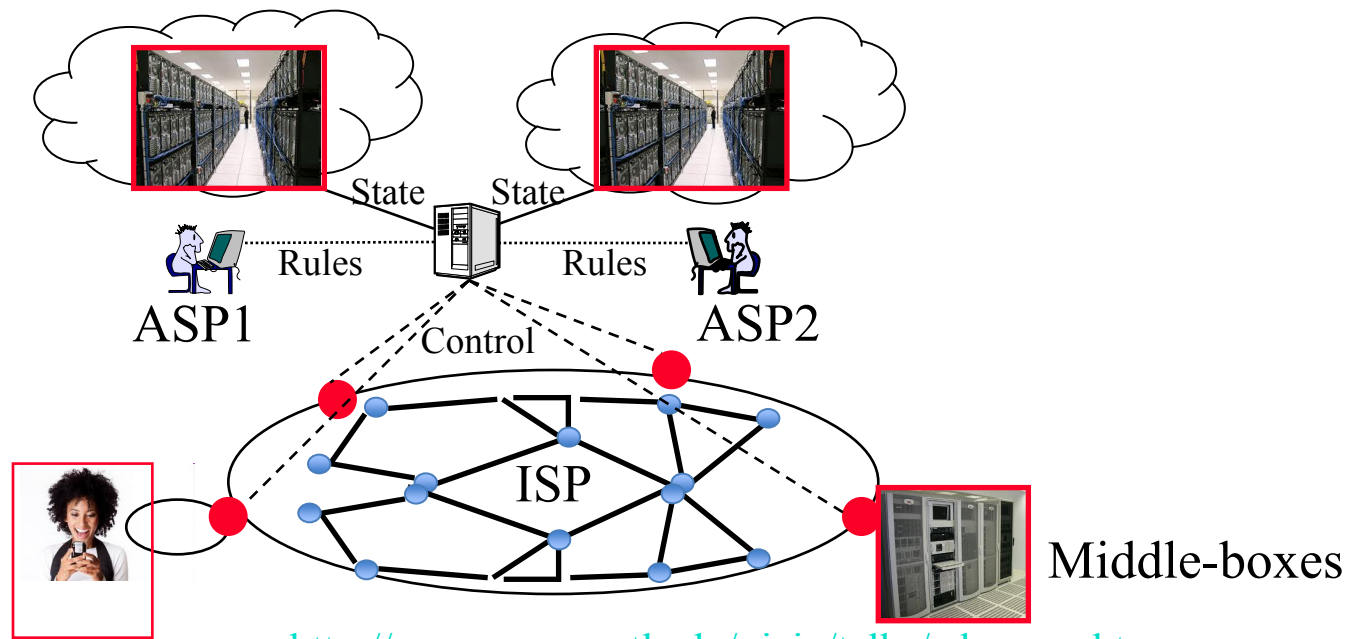 State State
Rules Rules
ASP1 ASP2
Control
ISP
Middle-boxes